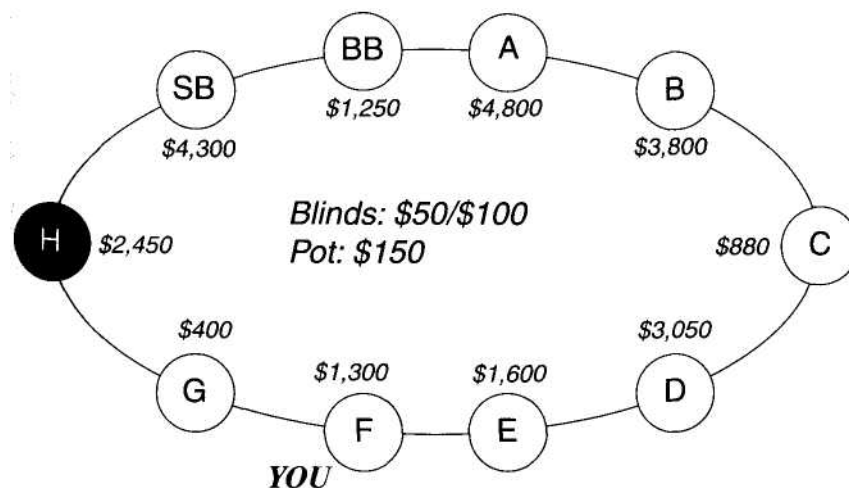 BB
A
SB
B
$1,250
$4,800
$4,300
$3,800
Blinds: $50/$100
Pot: $150
H
$2,450
$880
C
$400
$3,050
$1,300
$1,600
G
F
E
D
YOU